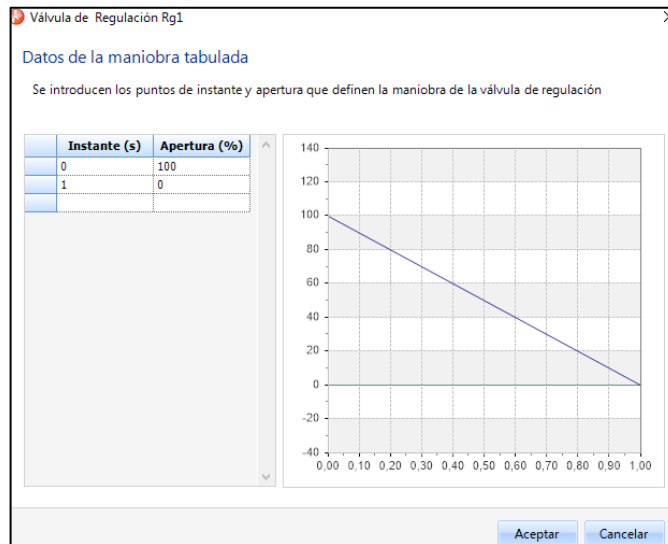 Válvula de Regulación Rg1
Datos de la maniobra tabulada
Se introducen los puntos de instante y apertura que definen la maniobra de la válvula de regulación
Instante (s) Apertura (%)
0 100
1 0
140
120
100
80
60
40
20
0
-20
-40
0,00 0,10 0,20 0,30 0,40 0,50 0,60 0,70 0,80 0,90 1,00
Aceptar Cancelar